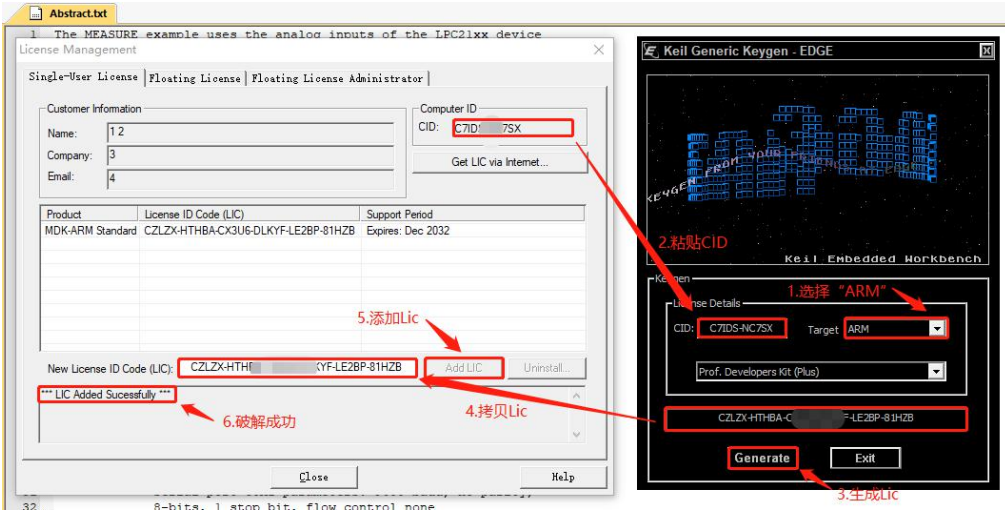 Abstract.txt
1 The MEASURE example uses the analog inputs of the LPC21xx device
License Management
Single-User License
Floating License
Floating License Administrator
Customer Information
Name: 1 2
Company: 3
Email: 4
Computer ID
CID: C7ID 7SX
Get LIC via Internet...
Product License ID Code (LIC) Support Period
MDK-ARM Standard CZLZX-HTHBA-CX3U6-DLKYF-LE2BP-81HZB Expires: Dec 2032
5.添加Lic
New License ID Code (LIC): CZLZX-HTH YF-LE2BP-81HZB Add LIC Uninstall...
*** LIC Added Sucessfully ***
6.破解成功
4.拷贝Lic
Close
Help
32 8-bits, 1 stop bit, flow control none
Keil Generic Keygen - EDGE
KEYGEN FROM YOUR FRIENDS
2.粘贴CID
Keil Embedded Workbench
Keygen
1.选择“ARM”
License Details
CID: C7IDS-NC7SX Target ARM
Prof. Developers Kit (Plus)
CZLZX-HTHBA-C F-LE2BP-81HZB
Generate
Exit
3.生成Lic